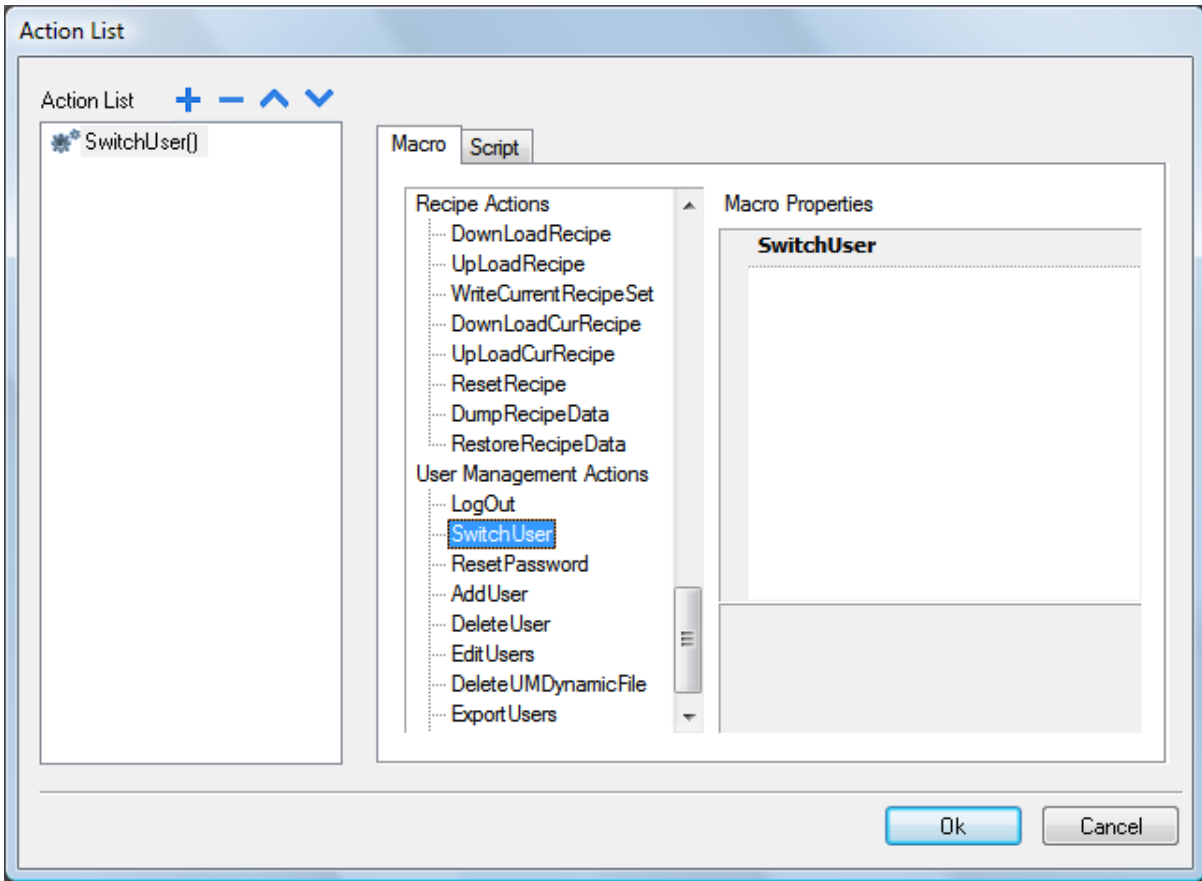 Action List
Action List
SwitchUser()
Macro
Script
Recipe Actions
DownLoadRecipe
UpLoadRecipe
WriteCurrentRecipeSet
DownLoadCurRecipe
UpLoadCurRecipe
ResetRecipe
DumpRecipeData
RestoreRecipeData
User Management Actions
LogOut
SwitchUser
ResetPassword
AddUser
DeleteUser
EditUsers
DeleteUMDynamicFile
ExportUsers
Macro Properties
SwitchUser
Ok
Cancel